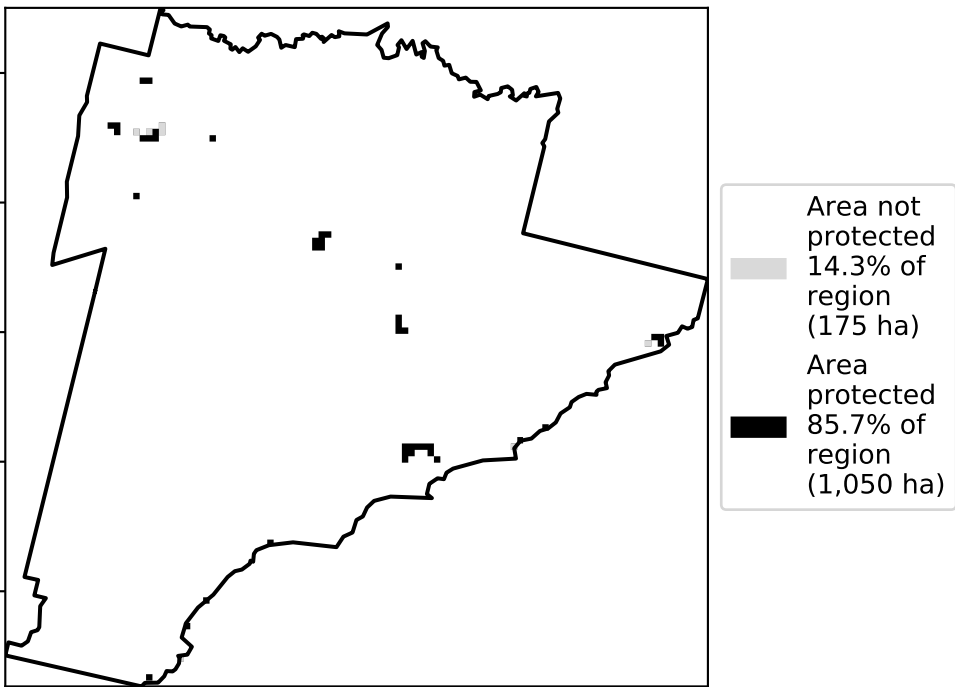 Area not
protected
14.3% of
region
(175 ha)
Area
protected
85.7% of
region
(1,050 ha)